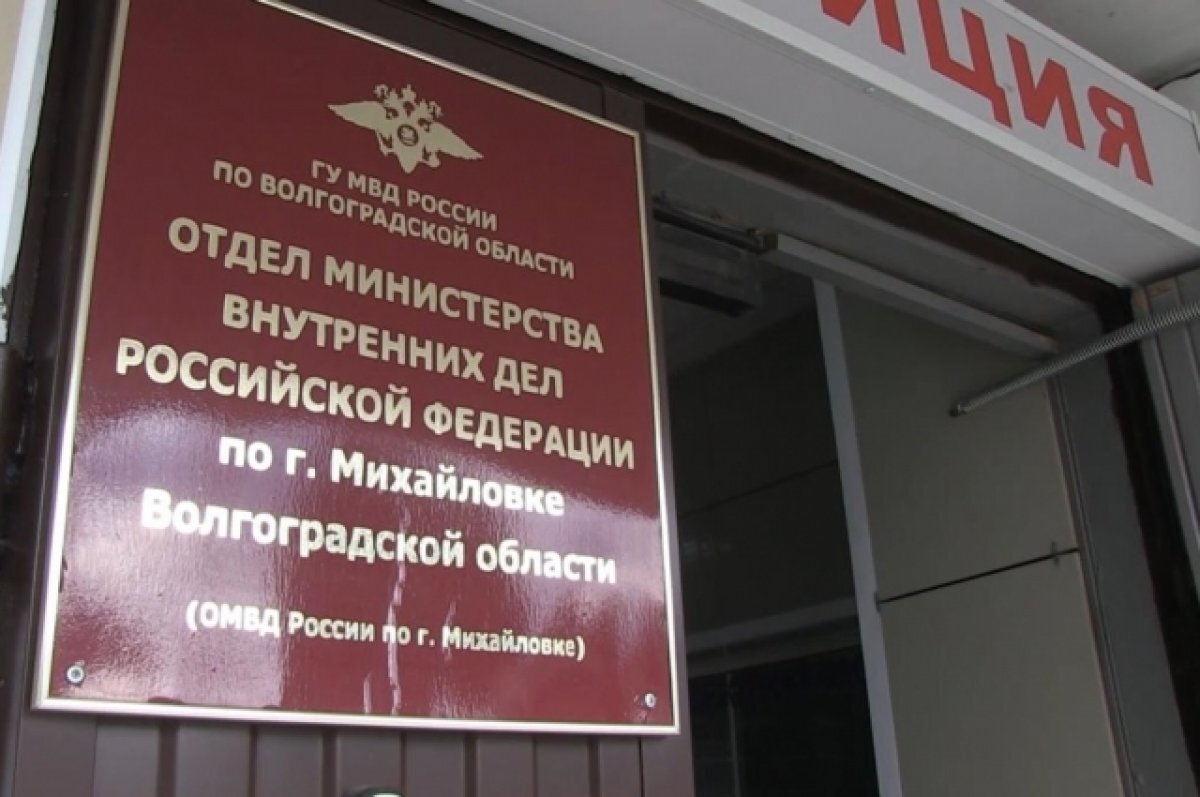 ГУ МВД РОССИИ
ПО ВОЛГОГРАДСКОЙ ОБЛАСТИ
ОТДЕЛ МИНИСТЕРСТВА
ВНУТРЕННИХ ДЕЛ
РОССИЙСКОЙ ФЕДЕРАЦИИ
по г. Михайловке
Волгоградской области
(ОМВД России по г. Михайловке)
ИЦИЯ